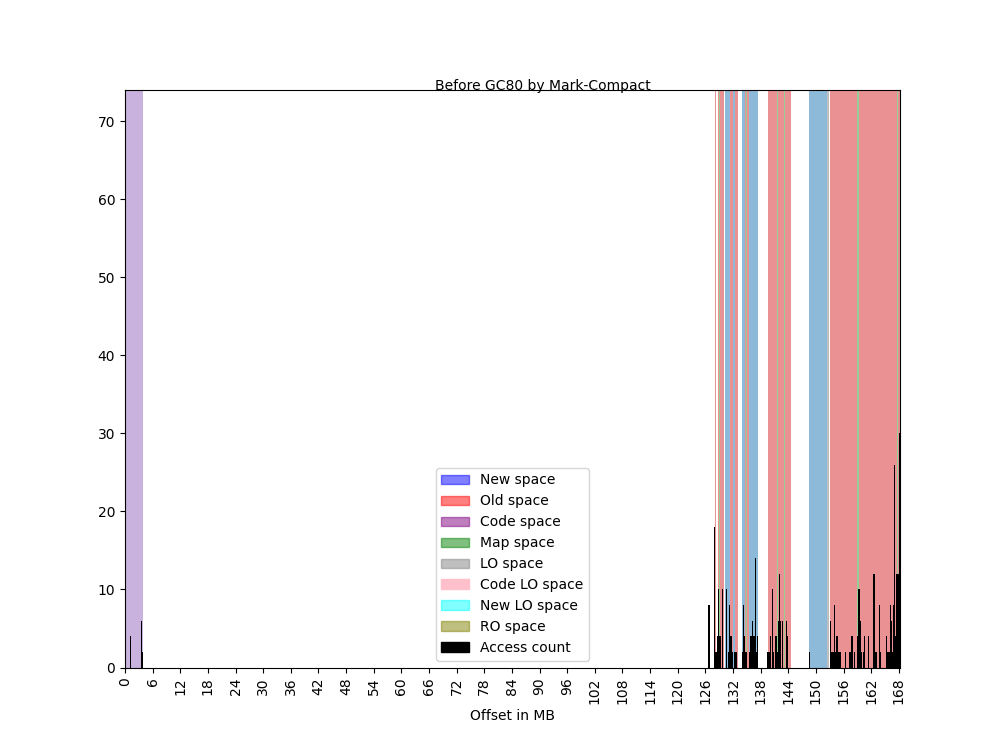 Before GC80 by Mark-Compact
70
60
50
40
30
20
10
0
New space
Old space
Code space
Map space
LO space
Code LO space
New LO space
RO space
Access count
0 6 12 18 24 30 36 42 48 54 60 66 72 78 84 90 96 102 108 114 120 126 132 138 144 150 156 162 168
Offset in MB